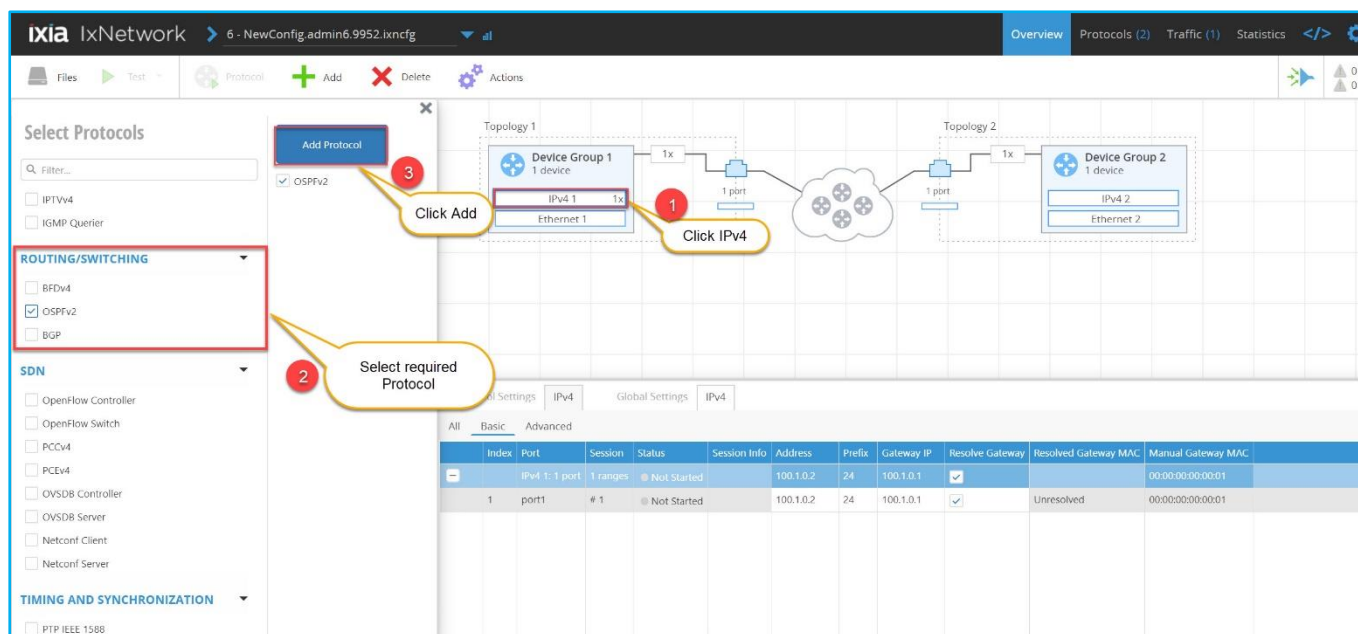 ixia IxNetwork 6 - NewConfig.admin6.9952.ixncfg
Overview Protocols (2) Traffic (1) Statistics </>
Files Test Protocol Add Delete Actions
0
0
Select Protocols
Filter...
IPTVv4
IGMP Querier
ROUTING/SWITCHING
BFDv4
OSPFv2
BGP
SDN
OpenFlow Controller
OpenFlow Switch
PCCv4
PCEv4
OVSDB Controller
OVSDB Server
Netconf Client
Netconf Server
TIMING AND SYNCHRONIZATION
PTP IEEE 1588
Add Protocol
OSPFv2
3
Click Add
2
Select required
Protocol
Topology 1
Device Group 1
1 device
IPv4 1 1x
Ethernet 1
1x
1 port
1
Click IPv4
Topology 2
1x
1 port
Device Group 2
1 device
IPv4 2
Ethernet 2
Settings IPv4 Global Settings IPv4
All Basic Advanced
Index Port Session Status Session Info Address Prefix Gateway IP Resolve Gateway Resolved Gateway MAC Manual Gateway MAC
IPv4 1: 1 port 1 ranges Not Started 100.1.0.2 24 100.1.0.1 00:00:00:00:00:01
1 port1 # 1 Not Started 100.1.0.2 24 100.1.0.1 Unresolved 00:00:00:00:00:01